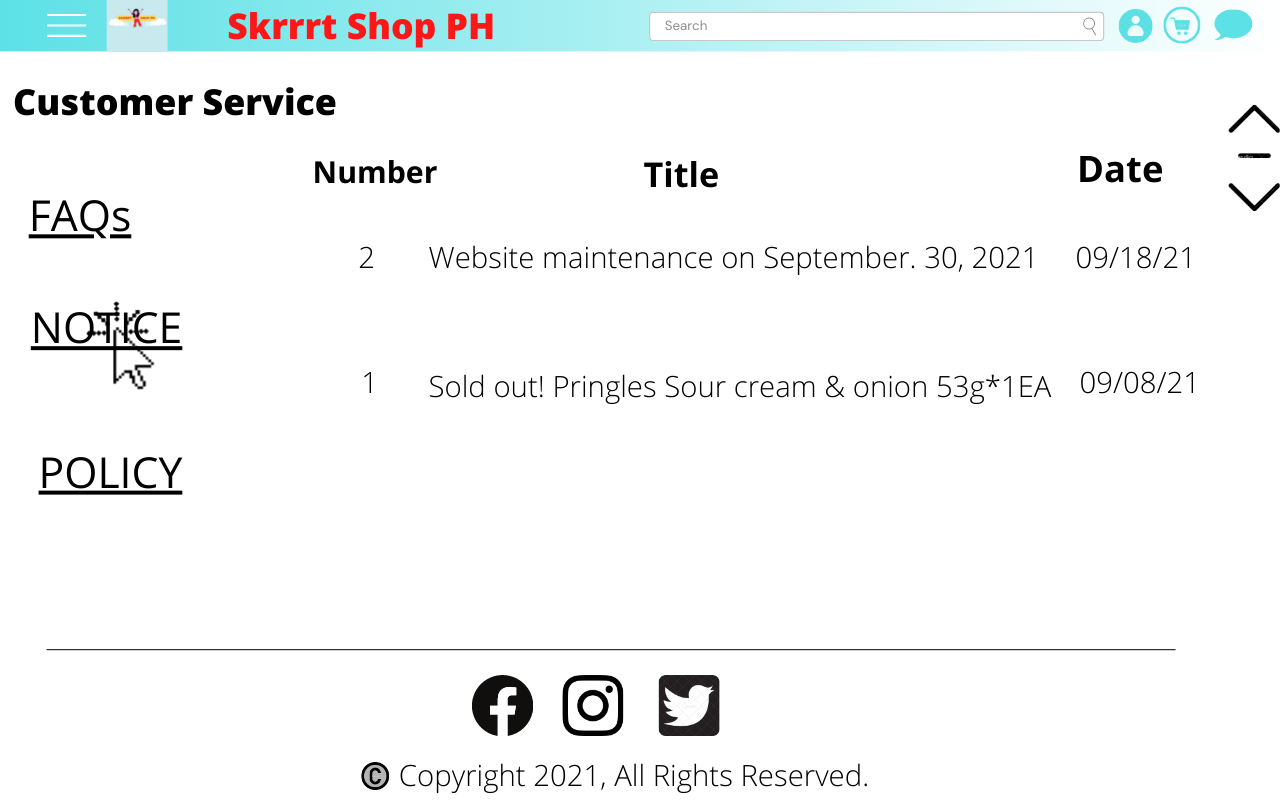 Skrrrt Shop PH
Search
Customer Service
Number Title Date
FAQs
2 Website maintenance on September. 30, 2021 09/18/21
NOTICE
1 Sold out! Pringles Sour cream & onion 53g*1EA 09/08/21
POLICY
© Copyright 2021, All Rights Reserved.